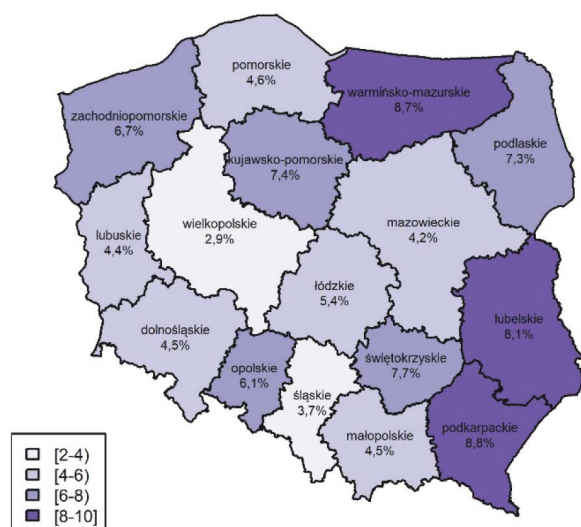 pomorskie
4,6%
warmińsko-mazurskie
8,7%
zachodniopomorskie
6,7%
podlaskie
7,3%
kujawsko-pomorskie
7,4%
wielkopolskie
2,9%
mazowieckie
4,2%
lubuskie
4,4%
łódzkie
5,4%
lubelskie
8,1%
dolnośląskie
4,5%
opolskie
6,1%
śląskie
3,7%
świętokrzyskie
7,7%
małopolskie
4,5%
podkarpackie
8,8%
[2-4)
[4-6)
[6-8)
[8-10]